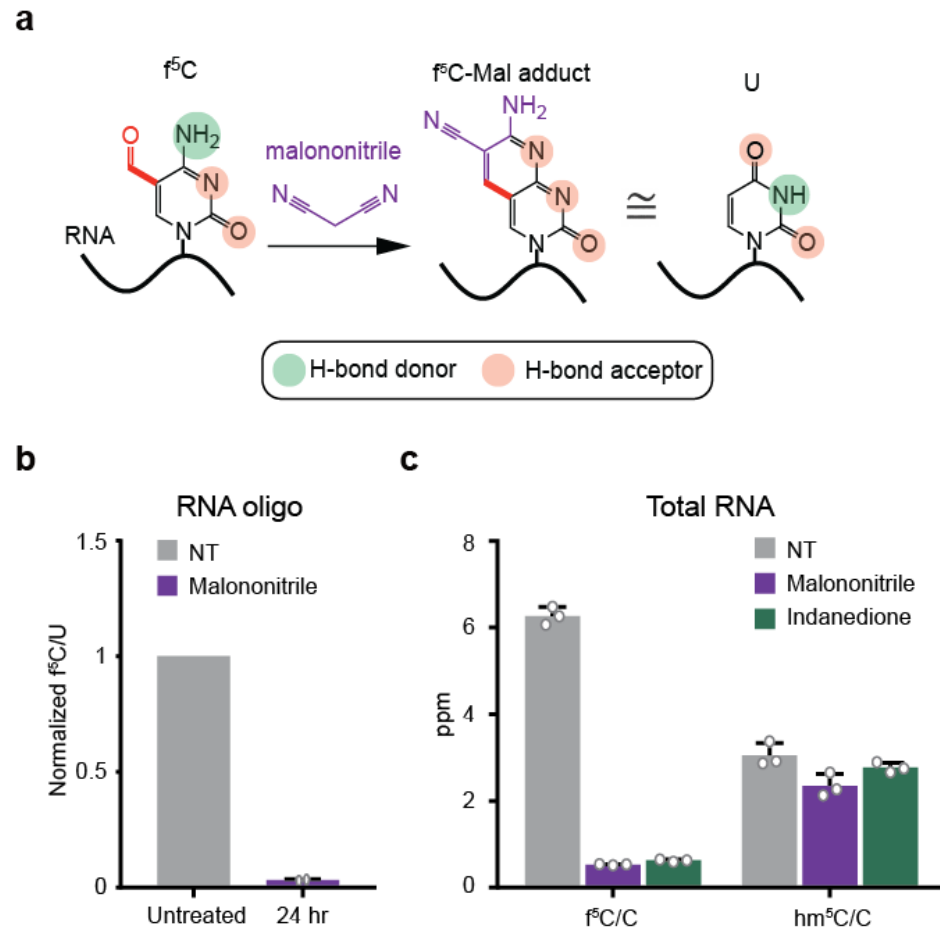 a
f⁵C
f⁵C-Mal adduct
U
O
NH₂
N
O
N
RNA
malononitrile
N
N
N
NH₂
N
N
O
N
≅
O
NH
O
N
H-bond donor
H-bond acceptor
b
RNA oligo
NT
Malononitrile
Normalized f⁵C/U
1.5
1
0.5
0
Untreated
24 hr
c
Total RNA
NT
Malononitrile
Indanedione
ppm
8
6
4
2
0
f⁵C/C
hm⁵C/C